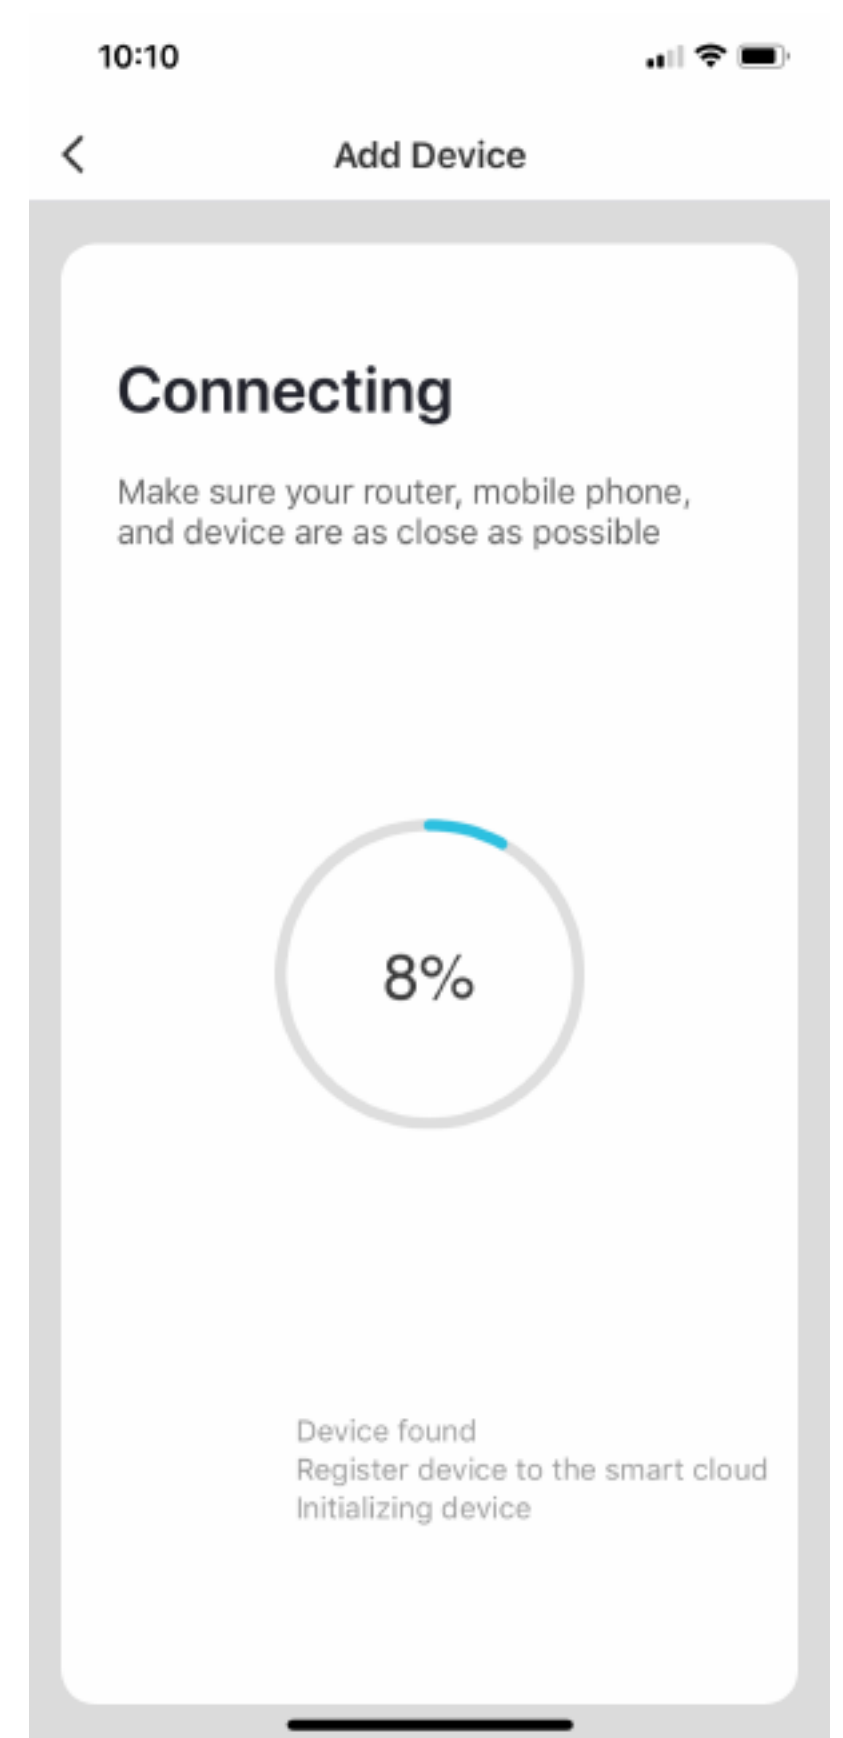 10:10
Add Device
Connecting
Make sure your router, mobile phone,
and device are as close as possible
8%
Device found
Register device to the smart cloud
Initializing device